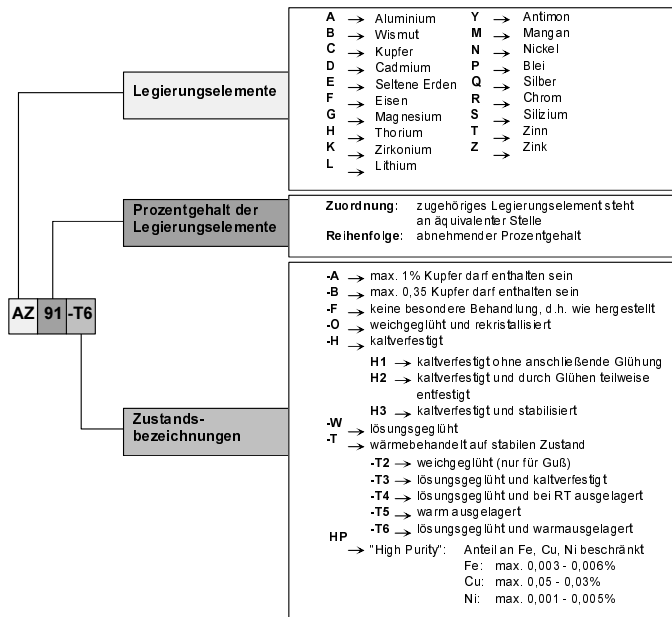 A → Aluminium Y → Antimon
B → Wismut M → Mangan
C → Kupfer N → Nickel
D → Cadmium P → Blei
E → Seltene Erden Q → Silber
F → Eisen R → Chrom
G → Magnesium S → Silizium
H → Thorium T → Zinn
K → Zirkonium Z → Zink
L → Lithium
Legierungselemente
Prozentgehalt der
Legierungselemente
Zuordnung: zugehöriges Legierungselement steht
an äquivalenter Stelle
Reihenfolge: abnehmender Prozentgehalt
AZ 91 -T6
Zustands-
bezeichnungen
-A → max. 1% Kupfer darf enthalten sein
-B → max. 0,35 Kupfer darf enthalten sein
-F → keine besondere Behandlung, d.h. wie hergestellt
-O → weichgeglüht und rekristallisiert
-H → kaltverfestigt
H1 → kaltverfestigt ohne anschließende Glühung
H2 → kaltverfestigt und durch Glühen teilweise
entfestigt
H3 → kaltverfestigt und stabilisiert
-W → lösungsgeglüht
-T → wärmebehandelt auf stabilen Zustand
-T2 → weichgeglüht (nur für Guß)
-T3 → lösungsgeglüht und kaltverfestigt
-T4 → lösungsgeglüht und bei RT ausgelagert
-T5 → warm ausgelagert
-T6 → lösungsgeglüht und warmausgelagert
HP → "High Purity": Anteil an Fe, Cu, Ni beschränkt
Fe: max. 0,003 - 0,006%
Cu: max. 0,05 - 0,03%
Ni: max. 0,001 - 0,005%